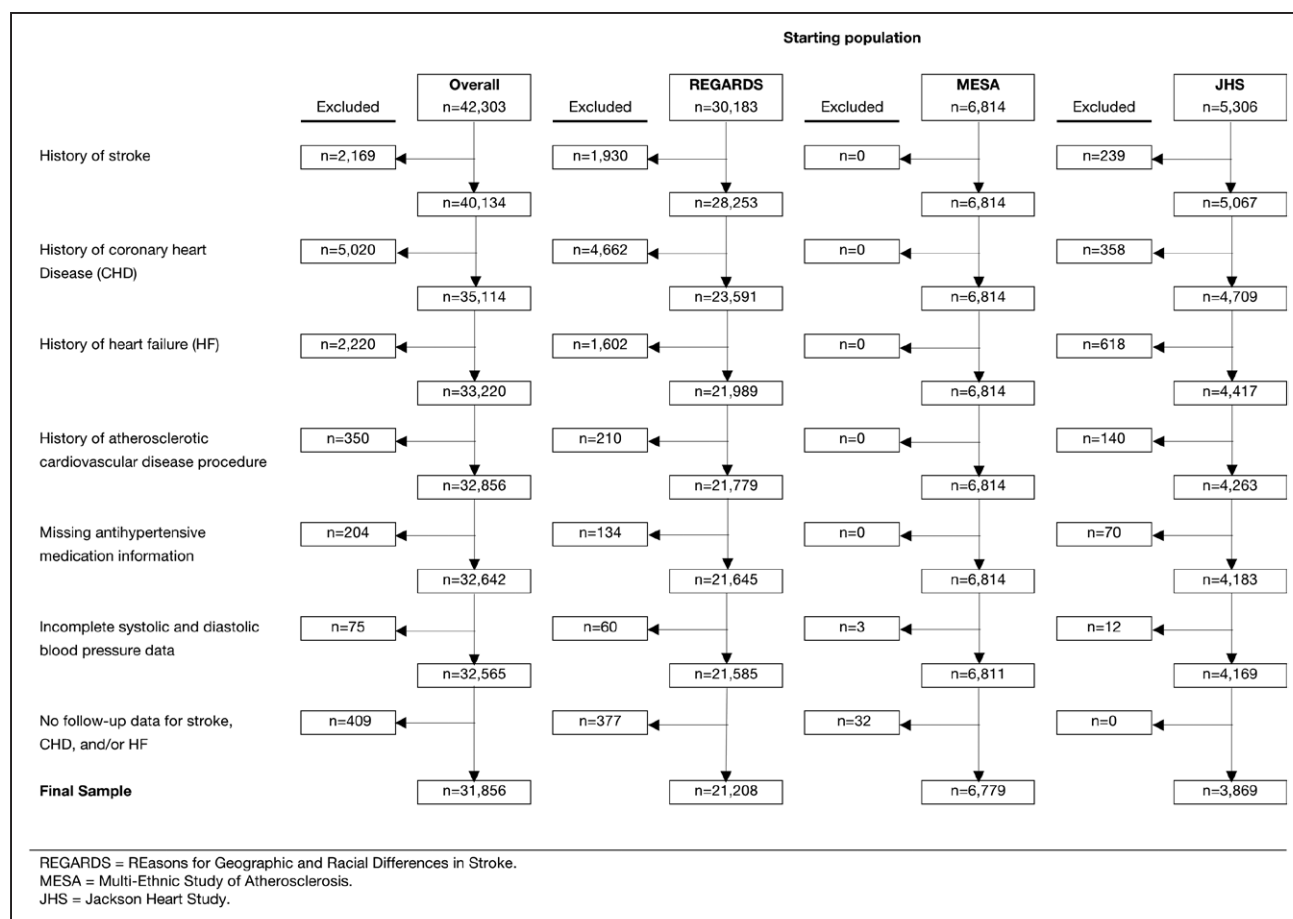 Starting population
Overall REGARDS MESA JHS
Excluded n=42,303 Excluded n=30,183 Excluded n=6,814 Excluded n=5,306
History of stroke n=2,169 n=1,930 n=0 n=239
n=40,134 n=28,253 n=6,814 n=5,067
History of coronary heart n=5,020 n=4,662 n=0 n=358
Disease (CHD)
n=35,114 n=23,591 n=6,814 n=4,709
History of heart failure (HF) n=2,220 n=1,602 n=0 n=618
n=33,220 n=21,989 n=6,814 n=4,417
History of atherosclerotic n=350 n=210 n=0 n=140
cardiovascular disease procedure
n=32,856 n=21,779 n=6,814 n=4,263
Missing antihypertensive n=204 n=134 n=0 n=70
medication information
n=32,642 n=21,645 n=6,814 n=4,183
Incomplete systolic and diastolic n=75 n=60 n=3 n=12
blood pressure data
n=32,565 n=21,585 n=6,811 n=4,169
No follow-up data for stroke, n=409 n=377 n=32 n=0
CHD, and/or HF
Final Sample n=31,856 n=21,208 n=6,779 n=3,869
REGARDS = REasons for Geographic and Racial Differences in Stroke.
MESA = Multi-Ethnic Study of Atherosclerosis.
JHS = Jackson Heart Study.